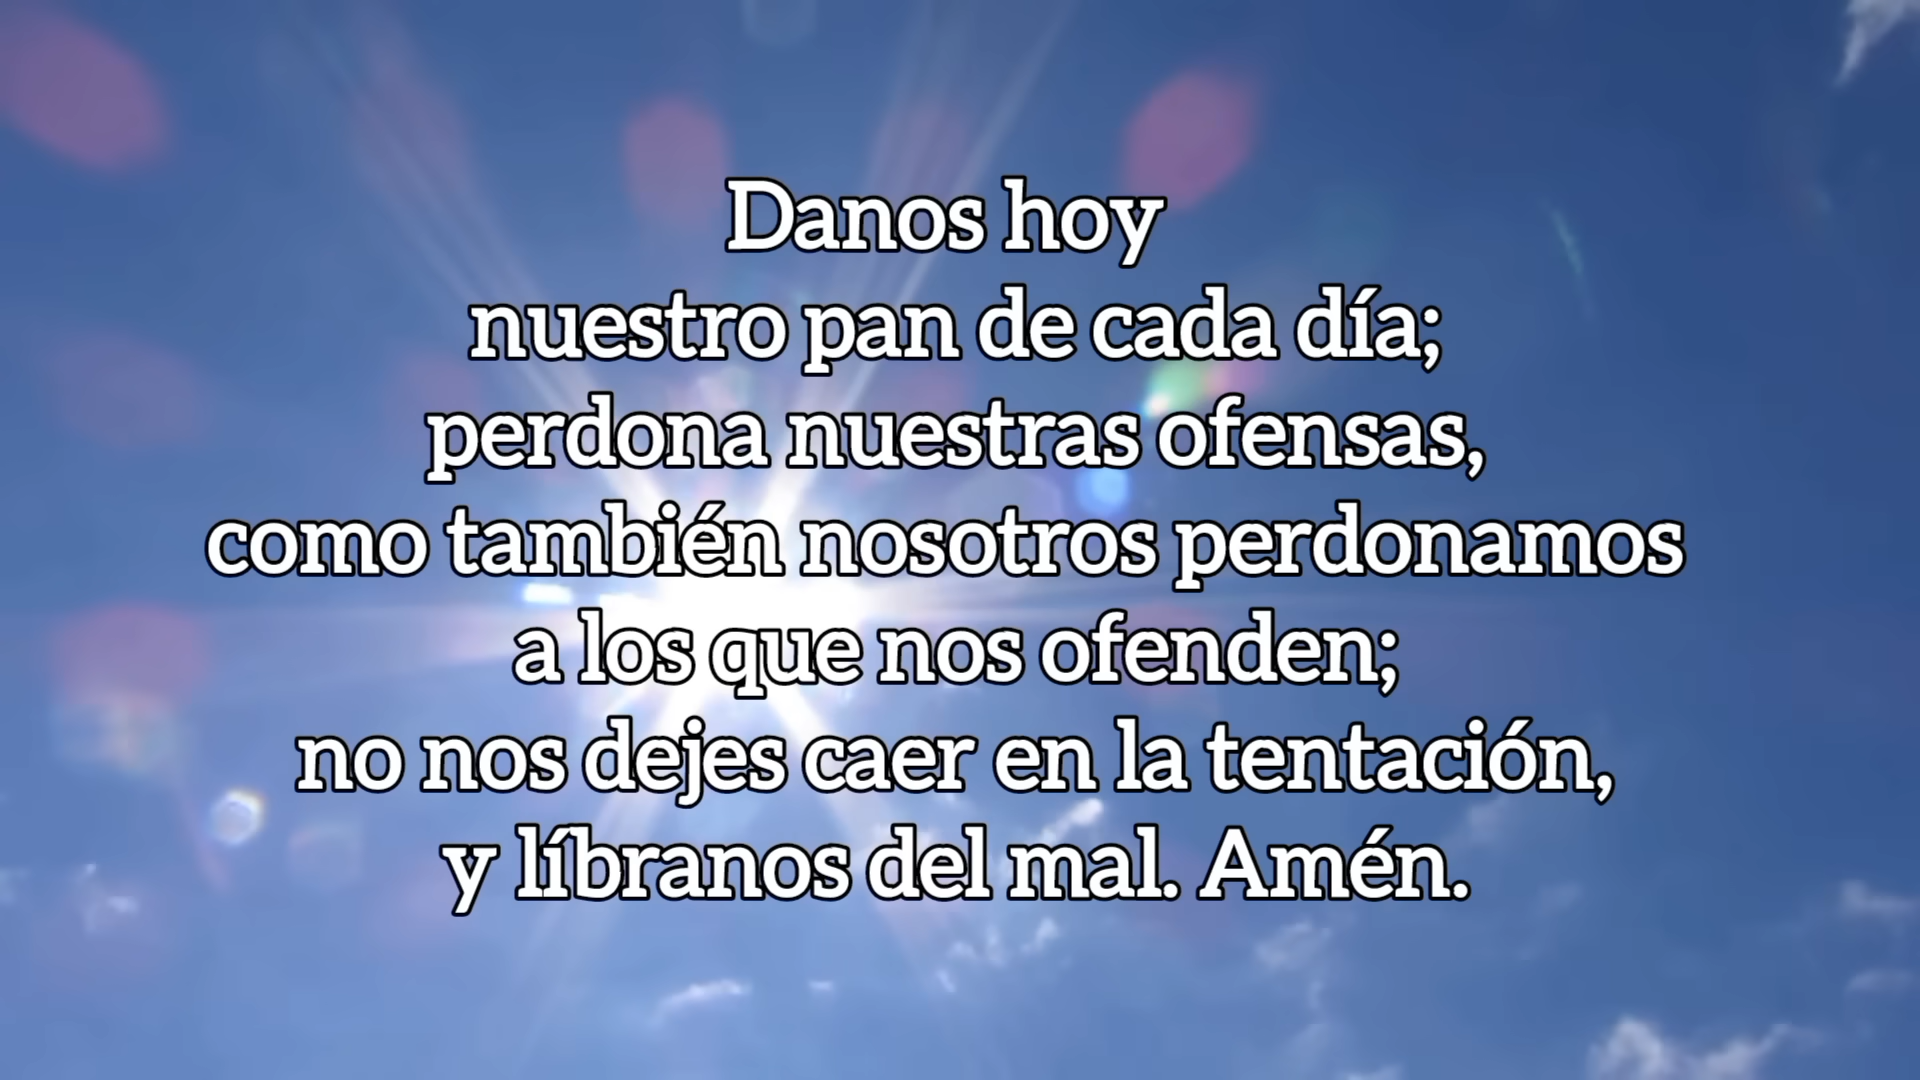 Danos hoy
nuestro pan de cada día;
perdona nuestras ofensas,
como también nosotros perdonamos
a los que nos ofenden;
no nos dejes caer en la tentación,
y líbranos del mal. Amén.